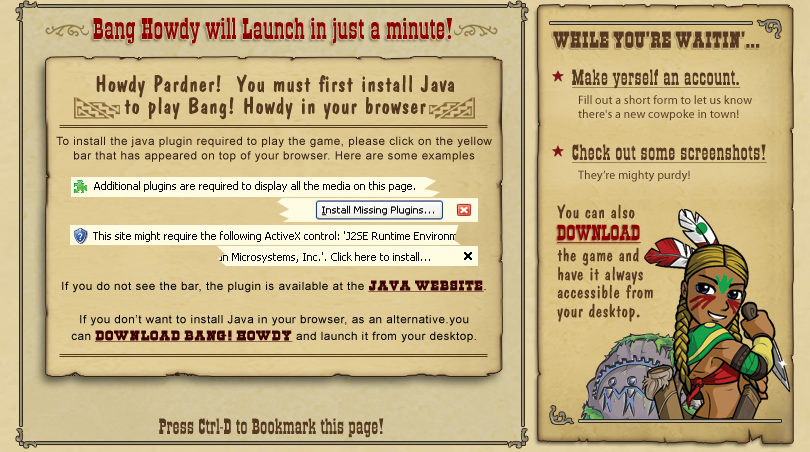 Bang Howdy will Launch in just a minute!
Howdy Pardner! You must first install Java
to play Bang! Howdy in your browser
To install the java plugin required to play the game, please click on the yellow
bar that has appeared on top of your browser. Here are some examples
Additional plugins are required to display all the media on this page.
Install Missing Plugins...
This site might require the following ActiveX control: 'J2SE Runtime Environm
n Microsystems, Inc.'. Click here to install...
If you do not see the bar, the plugin is available at the JAVA WEBSITE.
If you don't want to install Java in your browser, as an alternative.you
can DOWNLOAD BANG! HOWDY and launch it from your desktop.
Press Ctrl-D to Bookmark this page!
WHILE YOU'RE WAITIN'...
Make yerself an account.
Fill out a short form to let us know
there's a new cowpoke in town!
Check out some screenshots!
They're mighty purdy!
You can also
DOWNLOAD
the game and
have it always
accessible from
your desktop.